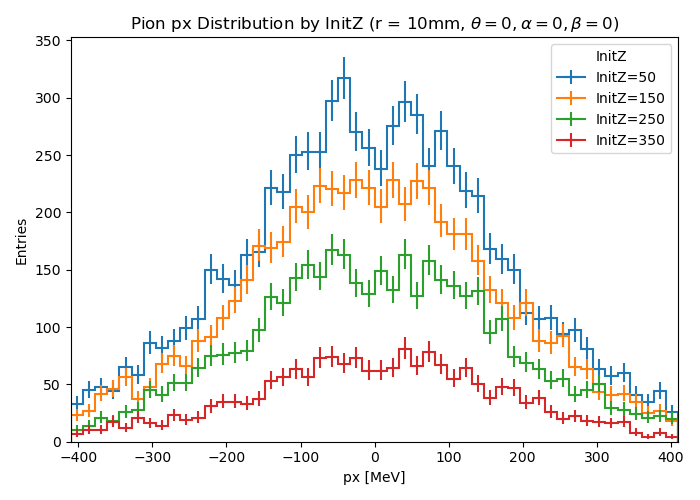 Pion px Distribution by InitZ (r = 10mm, θ = 0, α = 0, β = 0)
350
300
250
200
150
100
50
0
Entries
InitZ
InitZ=50
InitZ=150
InitZ=250
InitZ=350
−400 −300 −200 −100 0 100 200 300 400
px [MeV]